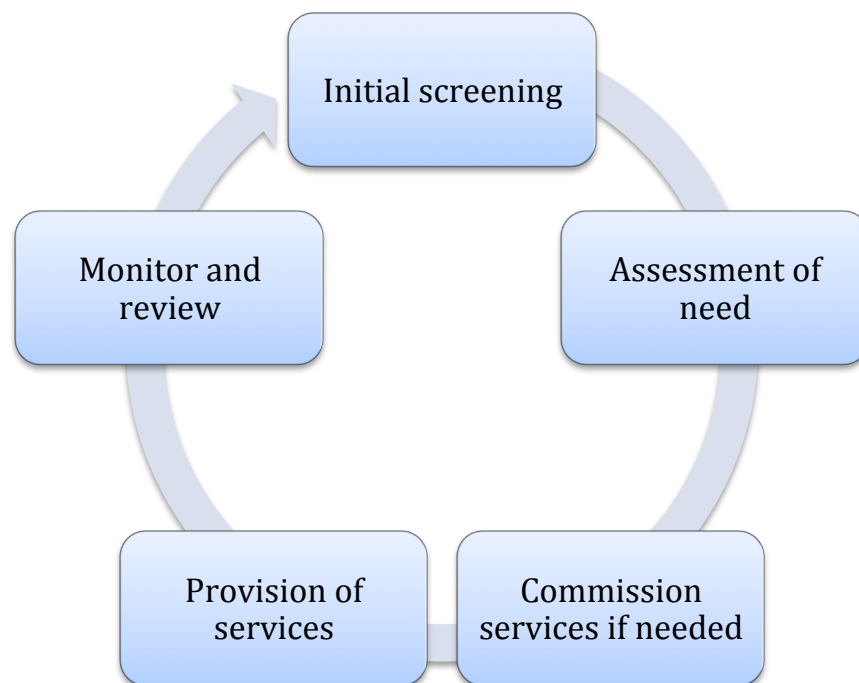 Initial screening
Assessment of
need
Commission
services if needed
Provision of
services
Monitor and
review